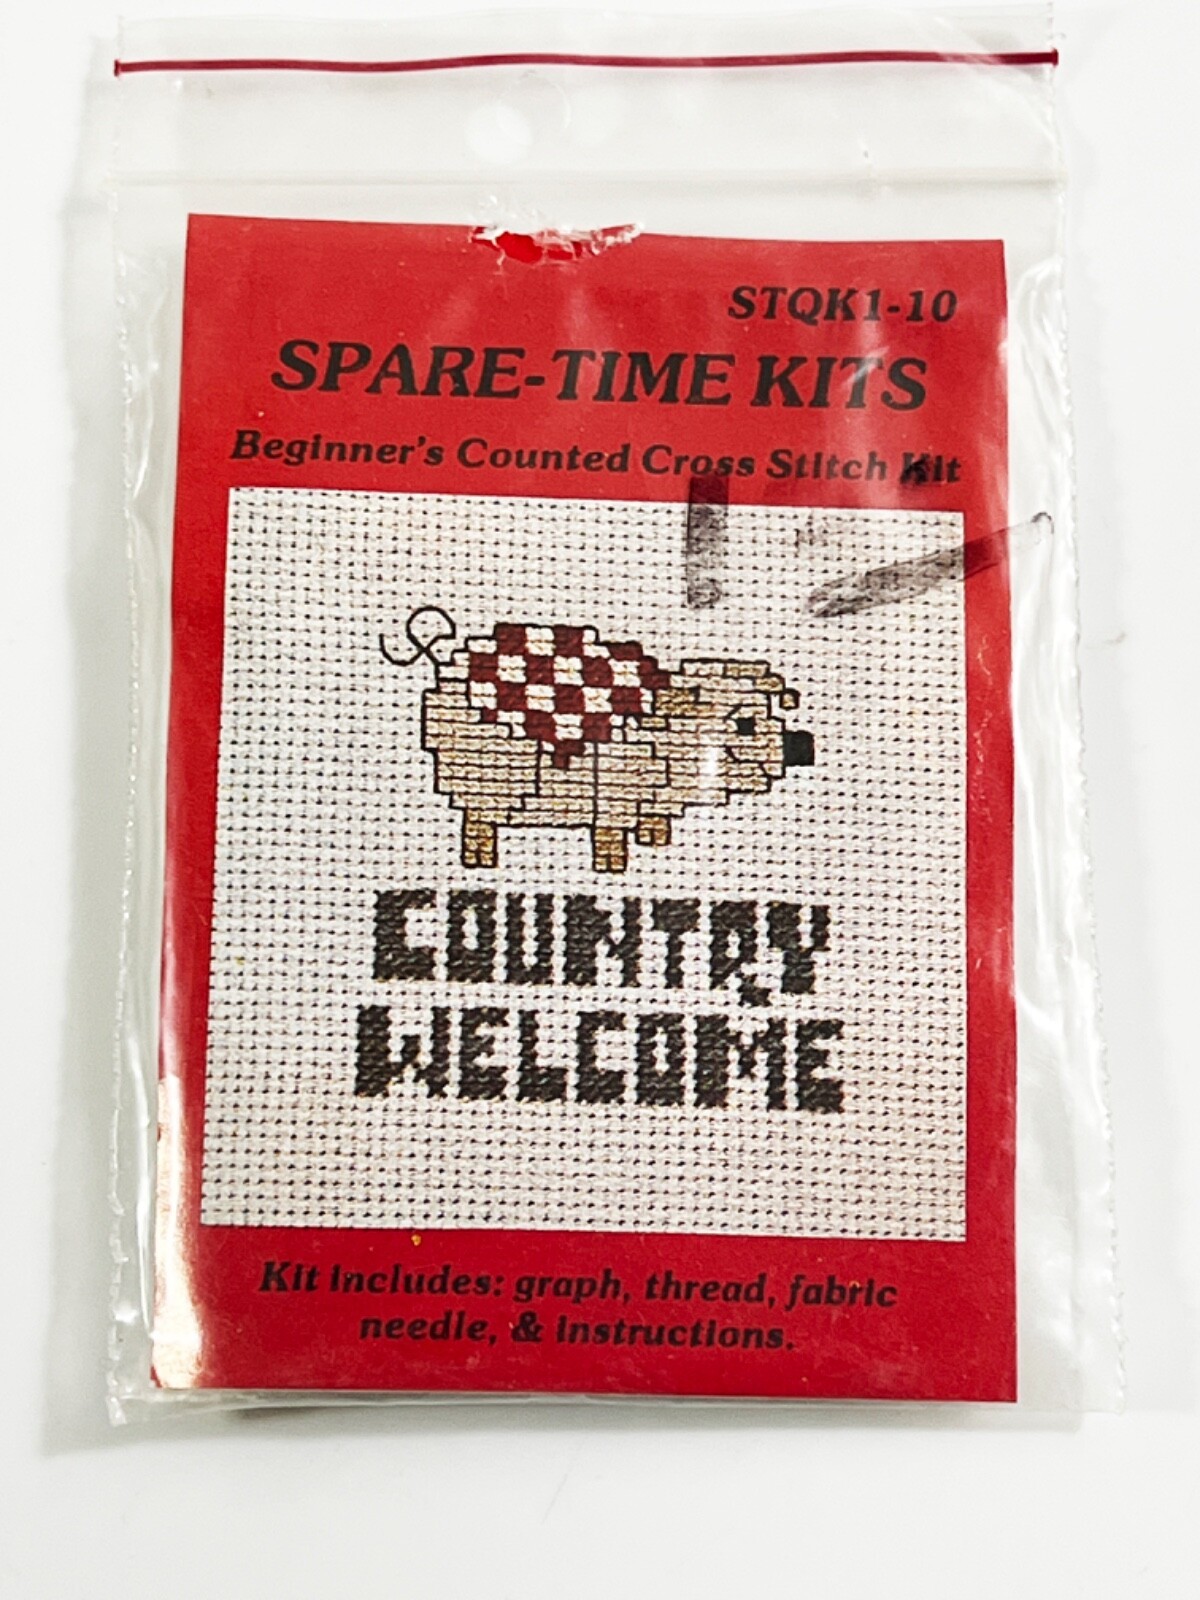 STQK1-10
SPARE-TIME KITS
Beginner's Counted Cross Stitch Kit
COUNTRY
WELCOME
Kit includes: graph, thread, fabric
needle, & instructions.